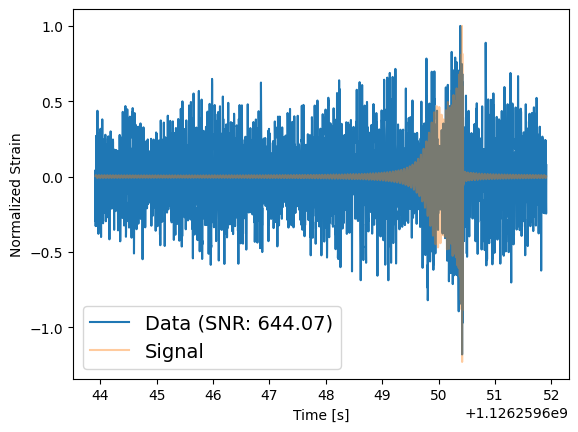 1.0
0.5
0.0
−0.5
−1.0
Normalized Strain
Data (SNR: 644.07)
Signal
44 45 46 47 48 49 50 51 52
Time [s]
+1.1262596e9